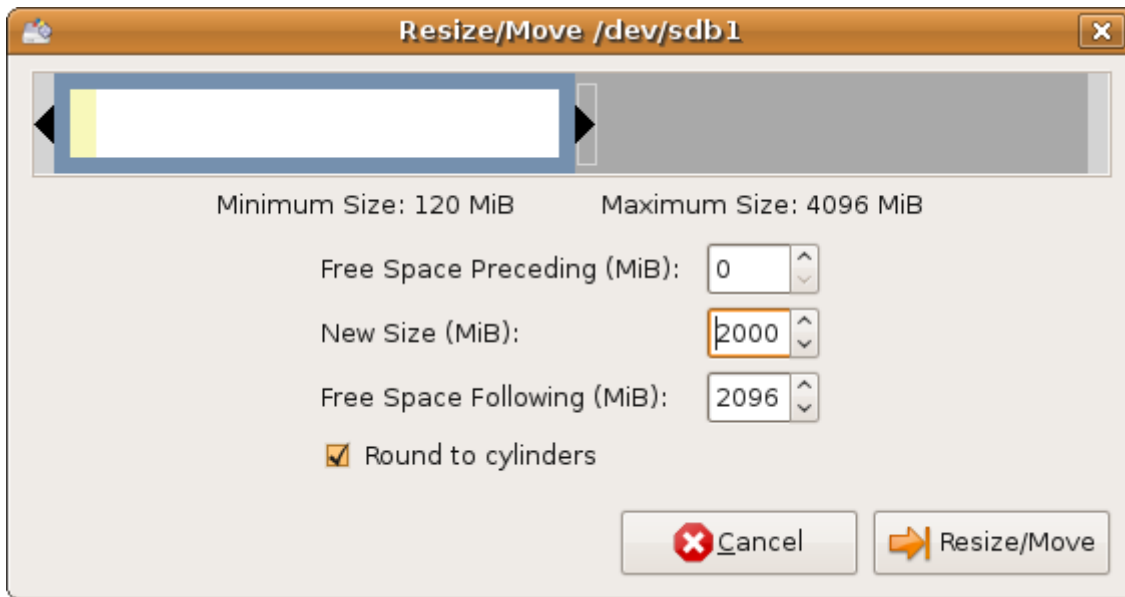 Resize/Move /dev/sdb1
Minimum Size: 120 MiB Maximum Size: 4096 MiB
Free Space Preceding (MiB): 0
New Size (MiB): 2000
Free Space Following (MiB): 2096
Round to cylinders
Cancel Resize/Move